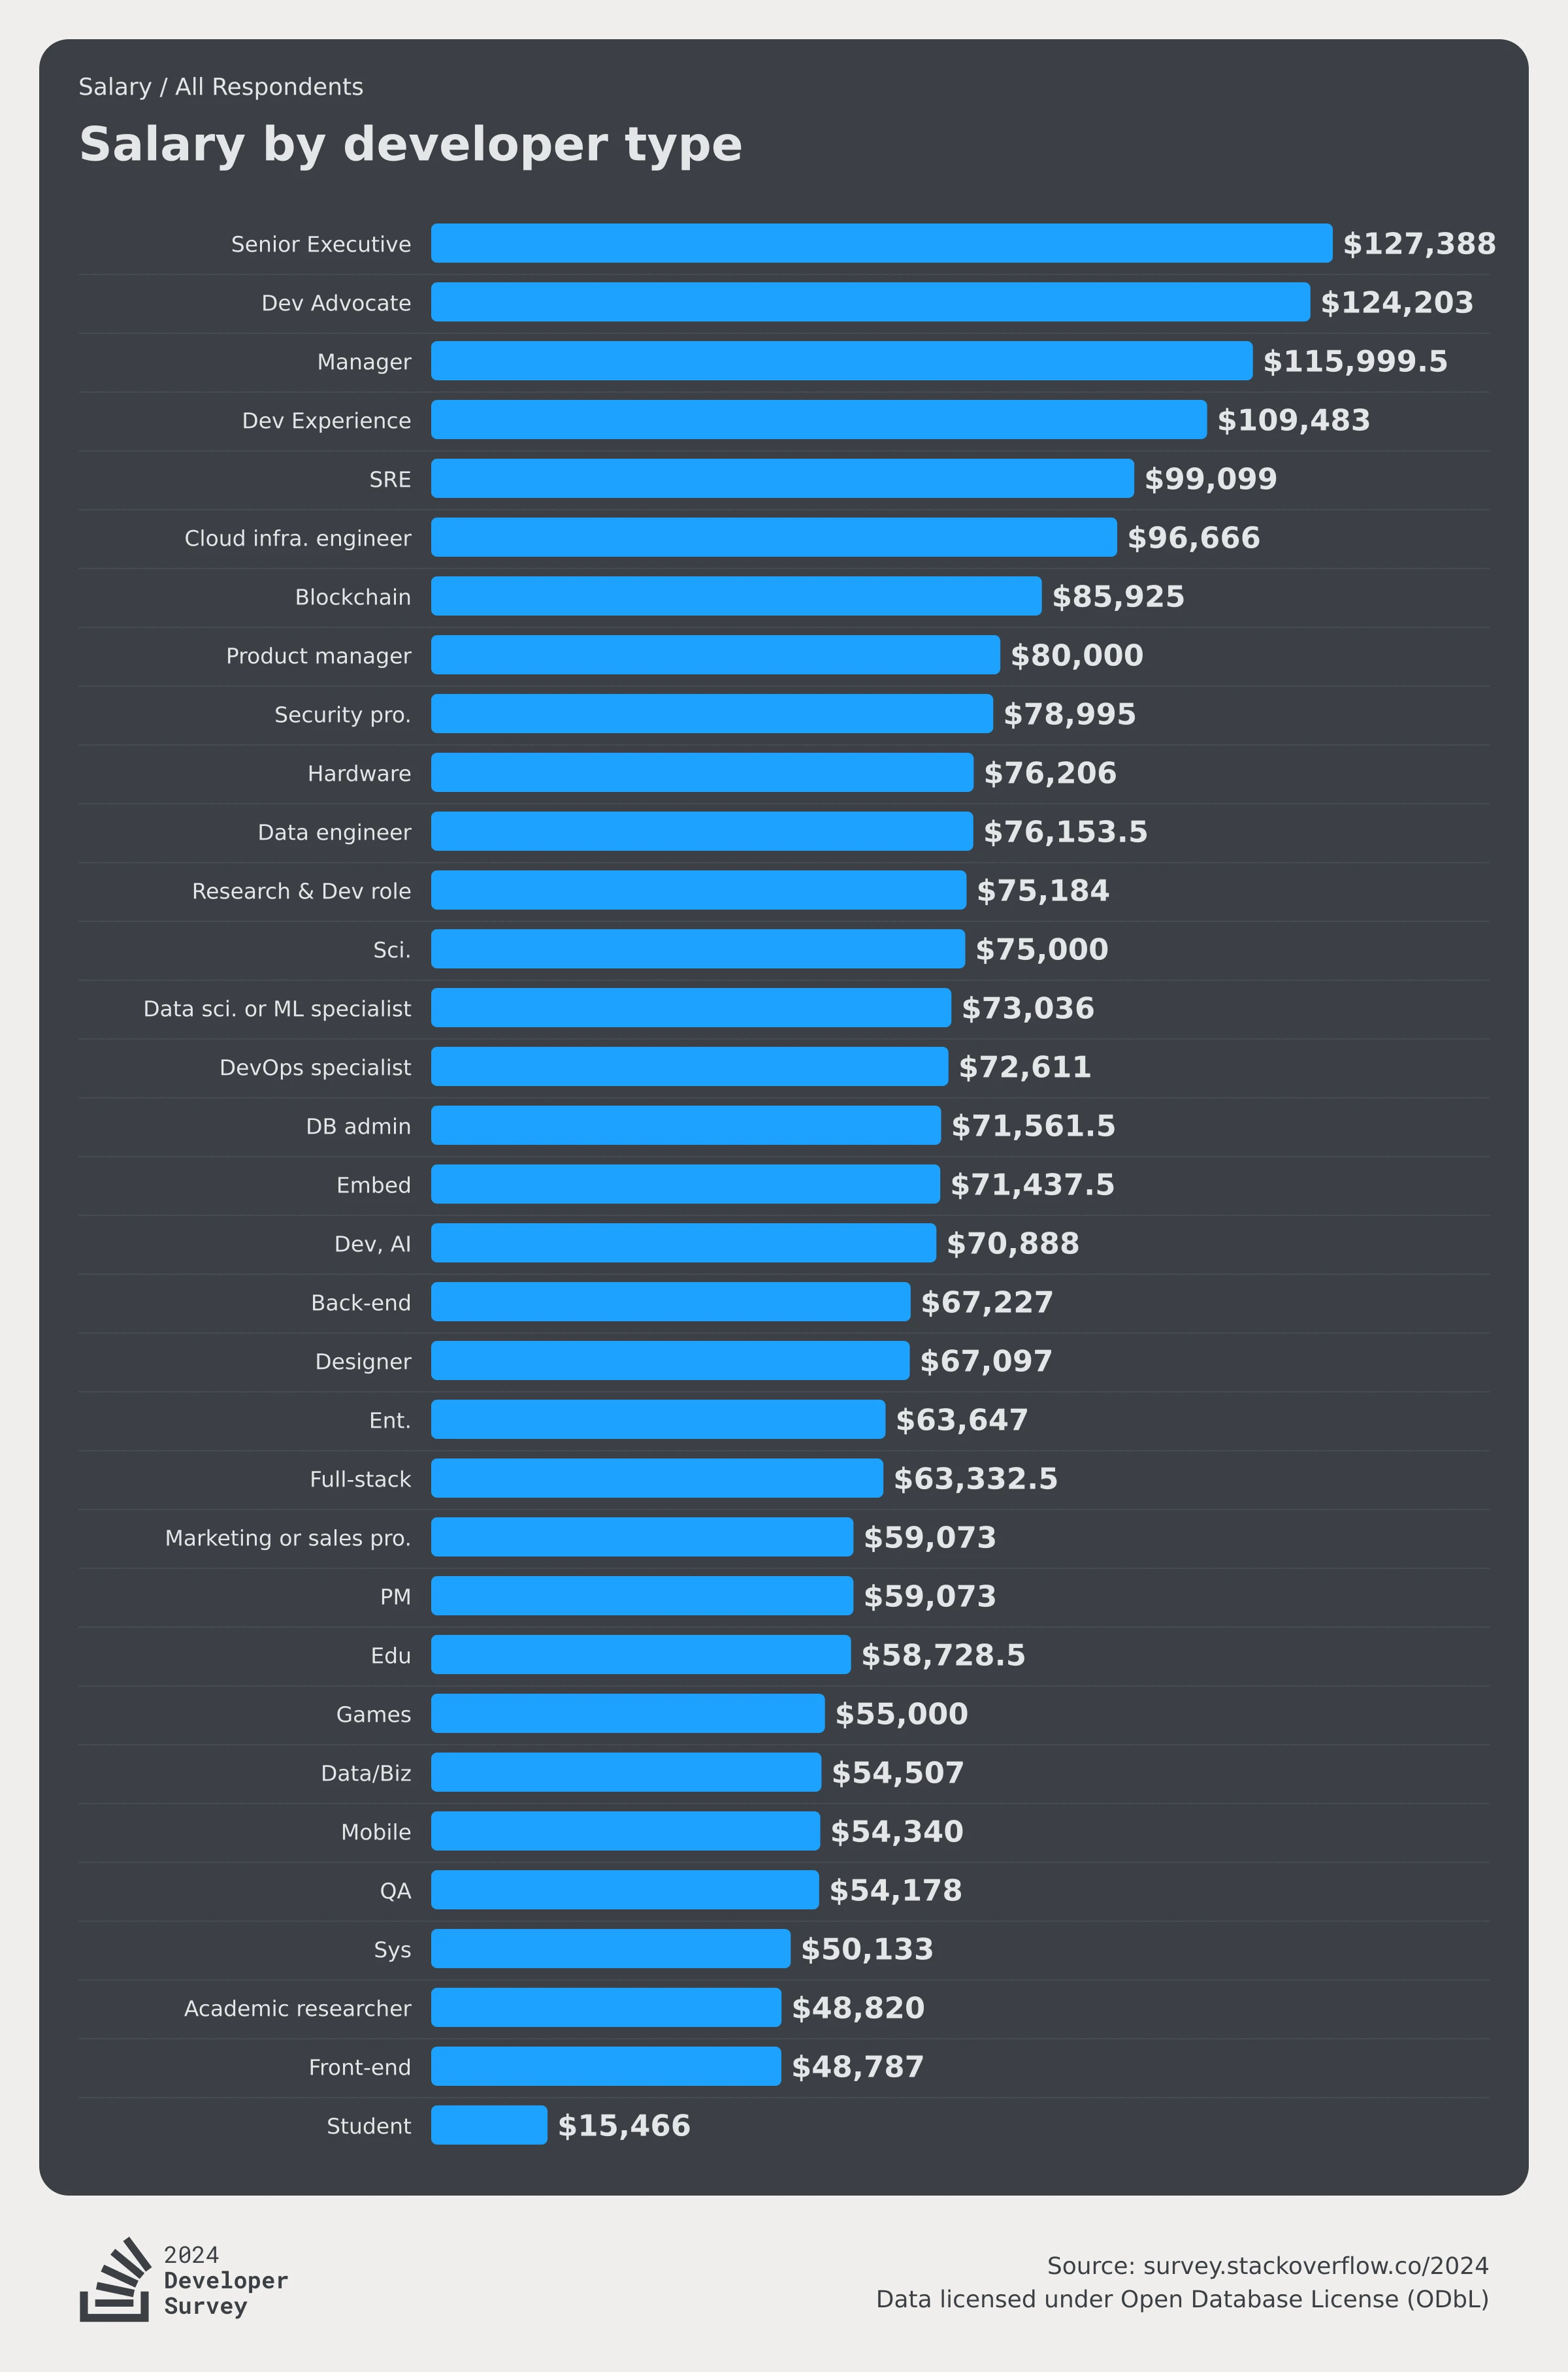 Salary / All Respondents
Salary by developer type
Senior Executive $127,388
Dev Advocate $124,203
Manager $115,999.5
Dev Experience $109,483
SRE $99,099
Cloud infra. engineer $96,666
Blockchain $85,925
Product manager $80,000
Security pro. $78,995
Hardware $76,206
Data engineer $76,153.5
Research & Dev role $75,184
Sci. $75,000
Data sci. or ML specialist $73,036
DevOps specialist $72,611
DB admin $71,561.5
Embed $71,437.5
Dev, AI $70,888
Back-end $67,227
Designer $67,097
Ent. $63,647
Full-stack $63,332.5
Marketing or sales pro. $59,073
PM $59,073
Edu $58,728.5
Games $55,000
Data/Biz $54,507
Mobile $54,340
QA $54,178
Sys $50,133
Academic researcher $48,820
Front-end $48,787
Student $15,466
2024
Developer
Survey
Source: survey.stackoverflow.co/2024
Data licensed under Open Database License (ODbL)